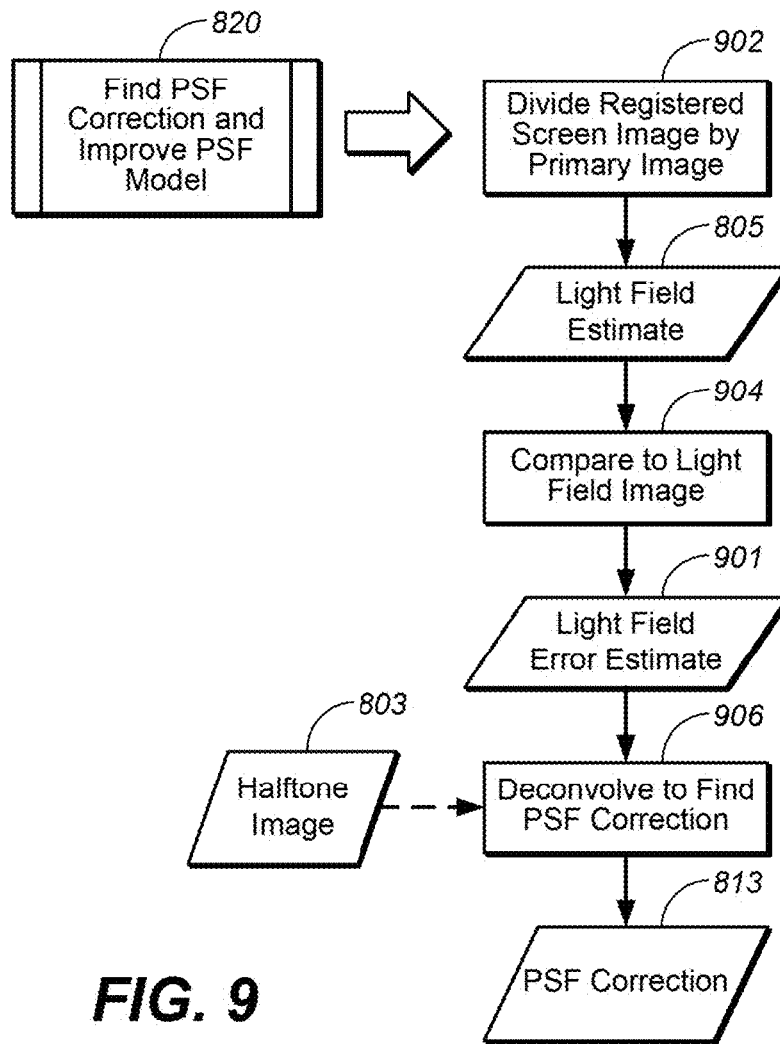 820
Find PSF
Correction and
Improve PSF
Model
902
Divide Registered
Screen Image by
Primary Image
805
Light Field
Estimate
904
Compare to Light
Field Image
901
Light Field
Error Estimate
803
Halftone
Image
906
Deconvolve to Find
PSF Correction
813
PSF Correction
FIG. 9